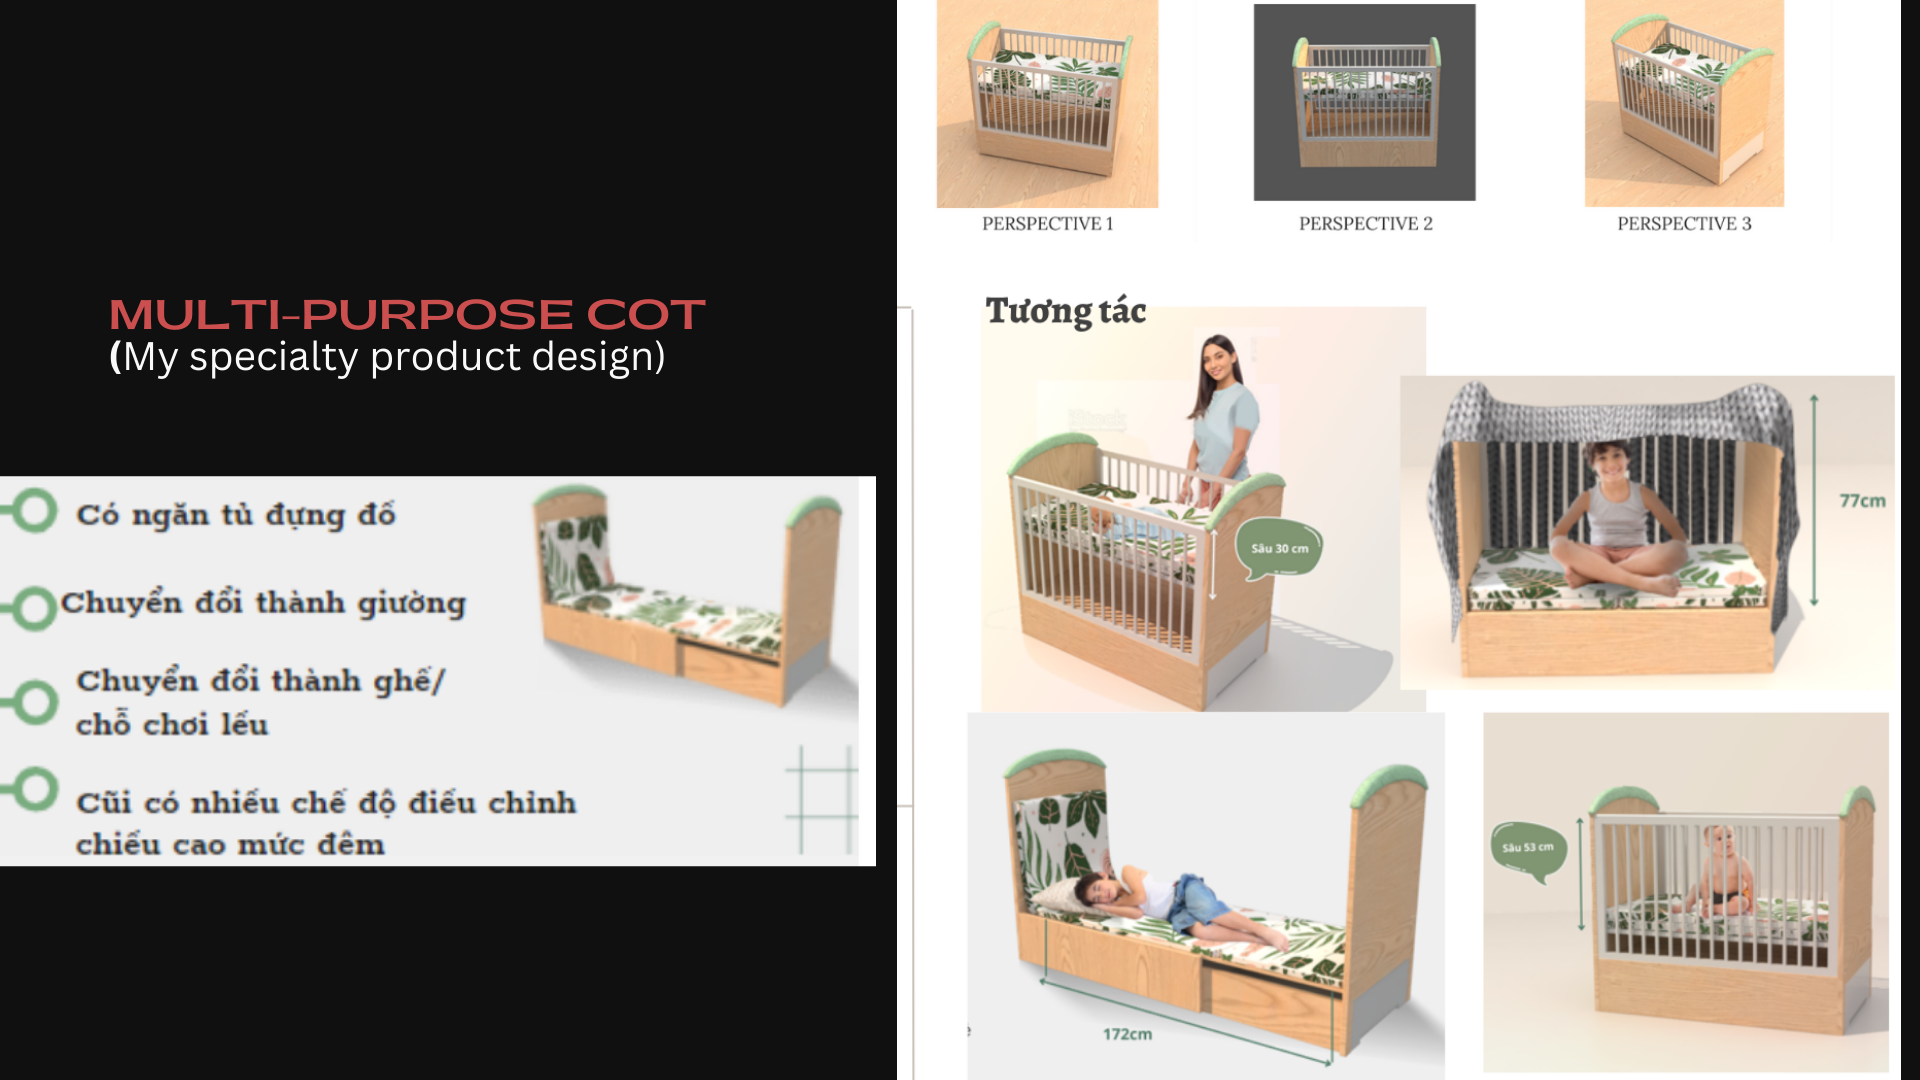 MULTI-PURPOSE COT
(My specialty product design)
Có ngăn tủ đựng đồ
Chuyển đổi thành giường
Chuyển đổi thành ghế/
chỗ chơi lều
Cũi có nhiều chế độ điều chỉnh
chiều cao mức đêm
PERSPECTIVE 1
PERSPECTIVE 2
PERSPECTIVE 3
Tương tác
Sâu 30 cm
77cm
172cm
Sâu 53 cm